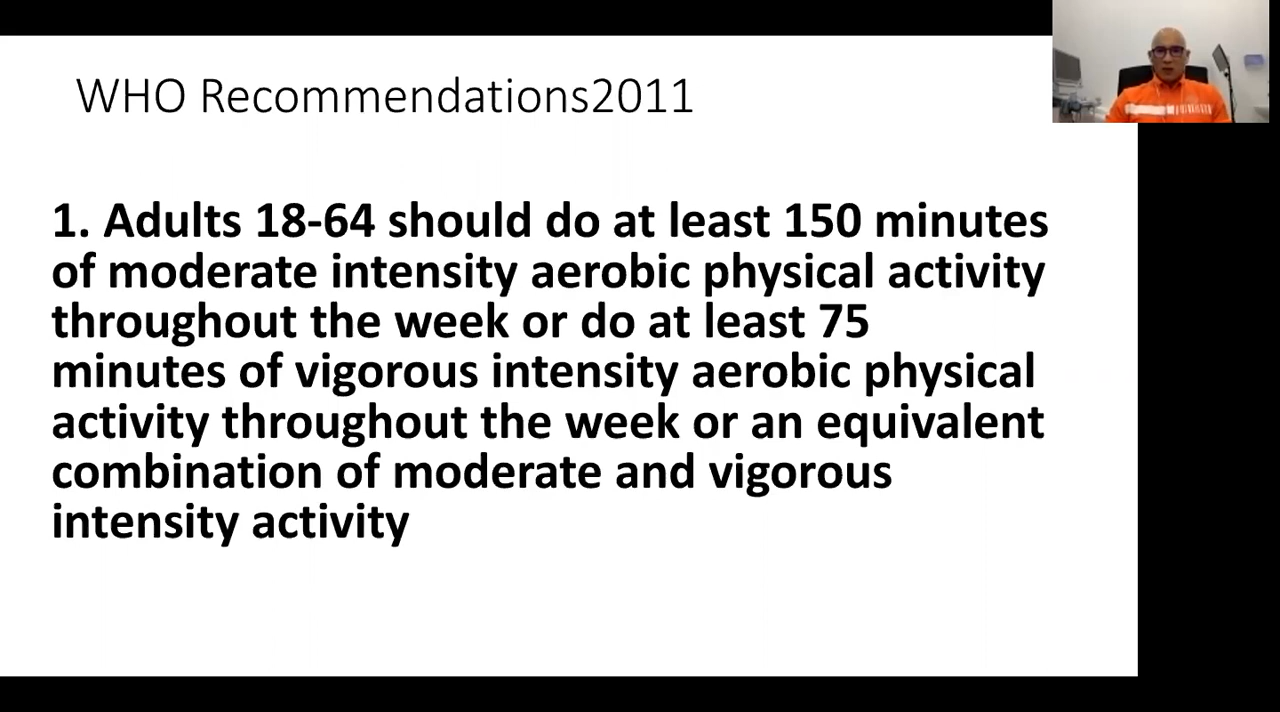 WHO Recommendations2011
1. Adults 18-64 should do at least 150 minutes
of moderate intensity aerobic physical activity
throughout the week or do at least 75
minutes of vigorous intensity aerobic physical
activity throughout the week or an equivalent
combination of moderate and vigorous
intensity activity